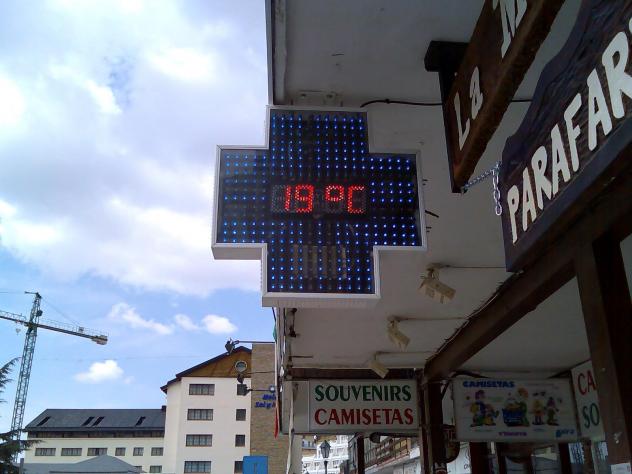 La M
PARAFAR
19 ºC
SOUVENIRS
CAMISETAS
CAMISETAS
CA
SO